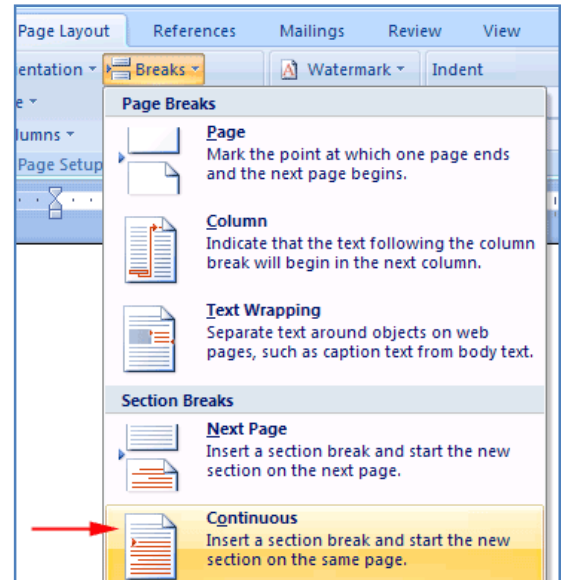 Page Layout References Mailings Review View
entation Breaks Watermark Indent
e
lumns
Page Setup
Page Breaks
Page
Mark the point at which one page ends
and the next page begins.
Column
Indicate that the text following the column
break will begin in the next column.
Text Wrapping
Separate text around objects on web
pages, such as caption text from body text.
Section Breaks
Next Page
Insert a section break and start the new
section on the next page.
Continuous
Insert a section break and start the new
section on the same page.